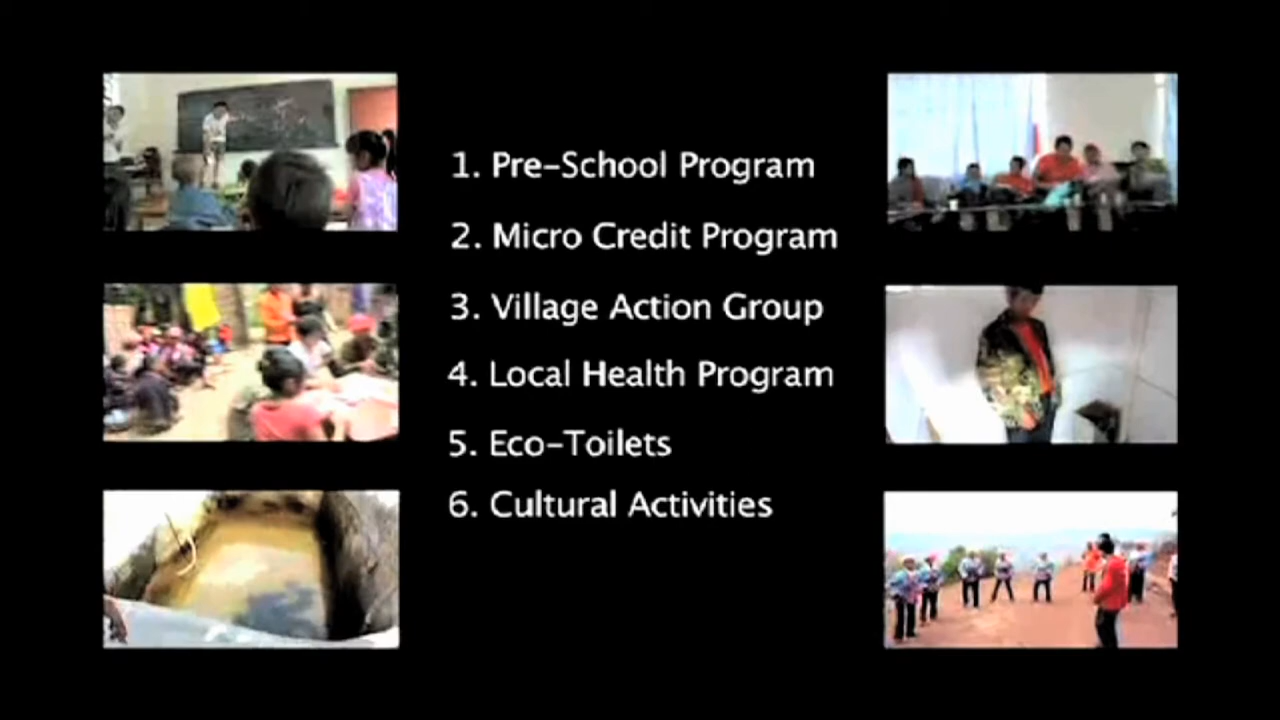 1. Pre-School Program
2. Micro Credit Program
3. Village Action Group
4. Local Health Program
5. Eco-Toilets
6. Cultural Activities